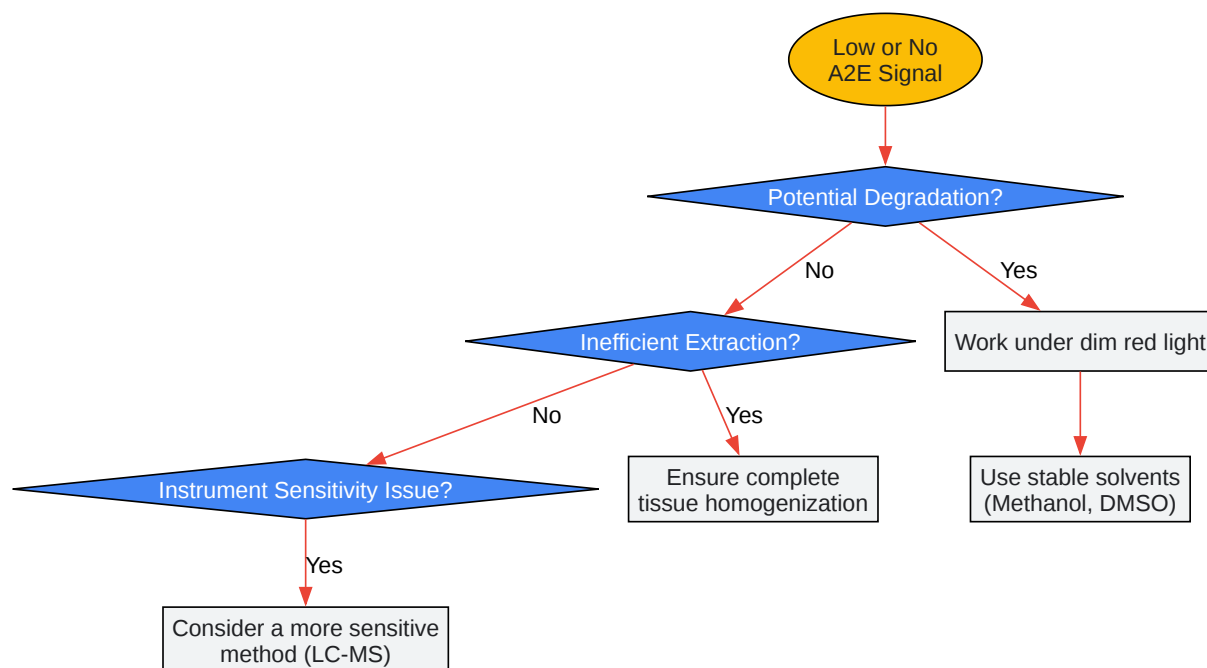 Low or No
A2E Signal
Potential Degradation?
No
Yes
Inefficient Extraction?
Work under dim red light
No
Yes
Instrument Sensitivity Issue?
Ensure complete
tissue homogenization
Use stable solvents
(Methanol, DMSO)
Yes
Consider a more sensitive
method (LC-MS)